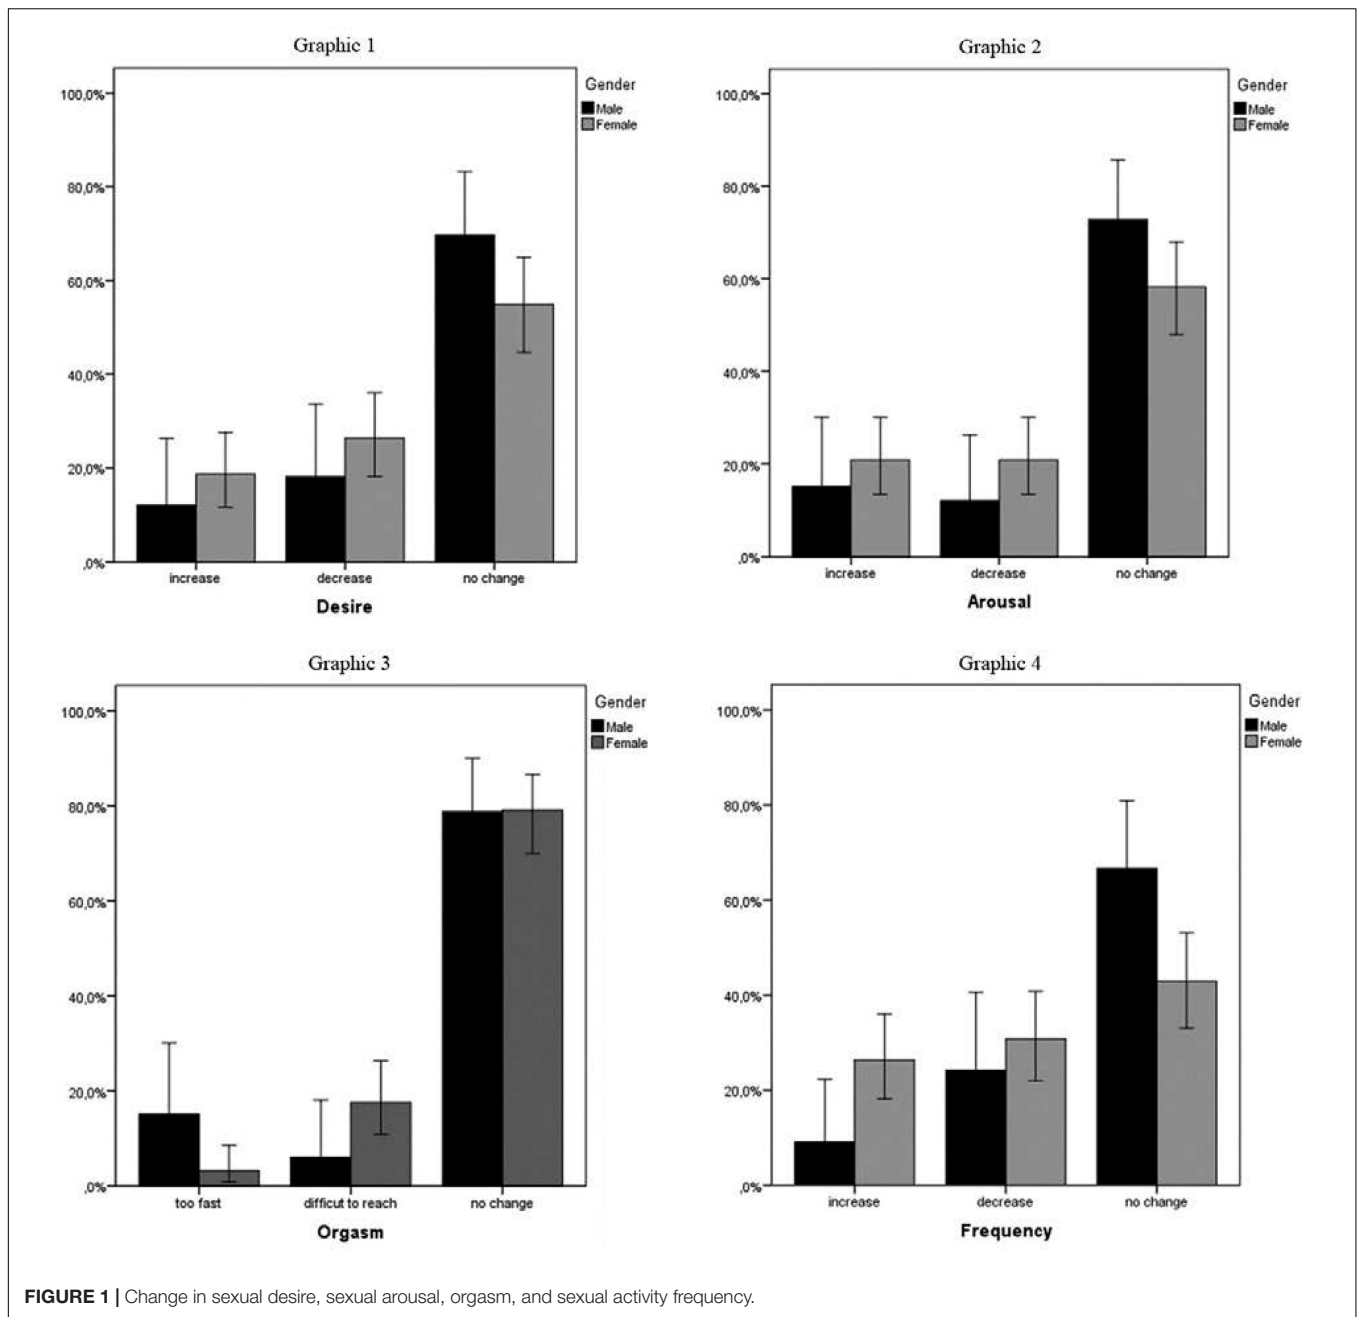 Graphic 1
Gender
Male
Female
100,0%
80,0%
60,0%
40,0%
20,0%
,0%
increase decrease no change
Desire
Graphic 2
Gender
Male
Female
100,0%
80,0%
60,0%
40,0%
20,0%
,0%
increase decrease no change
Arousal
Graphic 3
Gender
Male
Female
100,0%
80,0%
60,0%
40,0%
20,0%
,0%
too fast difficut to reach no change
Orgasm
Graphic 4
Gender
Male
Female
100,0%
80,0%
60,0%
40,0%
20,0%
,0%
increase decrease no change
Frequency
FIGURE 1 | Change in sexual desire, sexual arousal, orgasm, and sexual activity frequency.